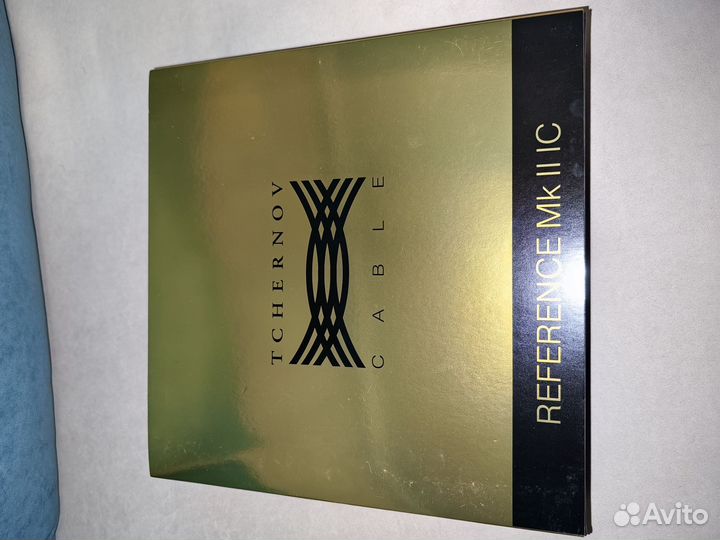 TCHERNOV
CABLE
REFERENCE Mk II IC
Avito